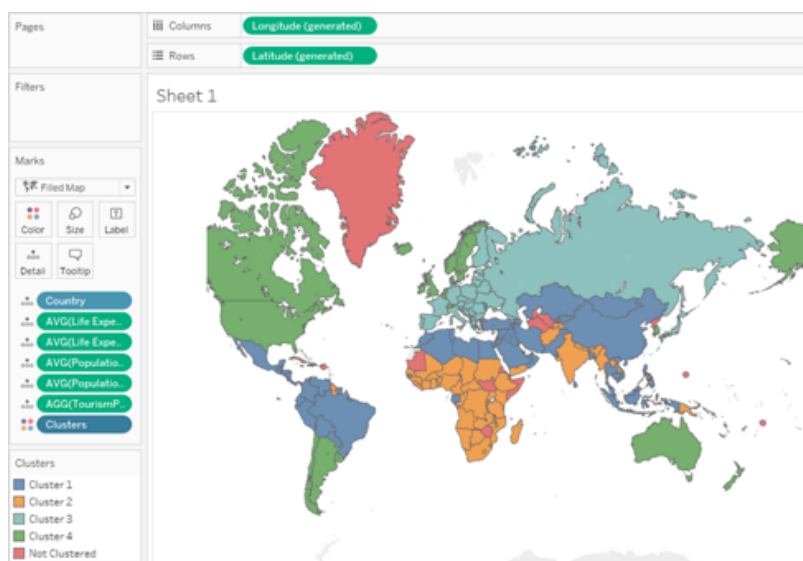 Pages
Columns
Longitude (generated)
Rows
Latitude (generated)
Filters
Sheet 1
Marks
Filled Map
Color
Size
Label
Detail
Tooltip
Country
AVG(Life Expe..
AVG(Life Expe..
AVG(Populatio..
AVG(Populatio..
AGG(TourismP..
Clusters
Clusters
Cluster 1
Cluster 2
Cluster 3
Cluster 4
Not Clustered